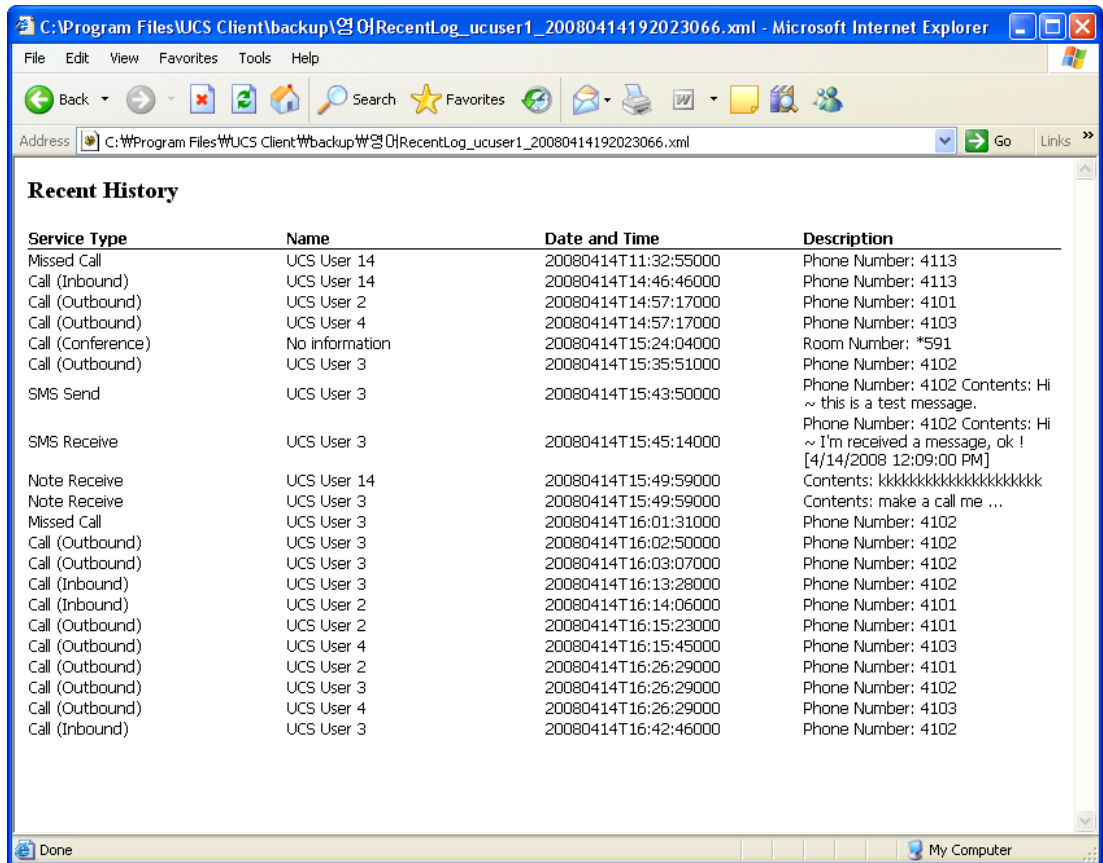 C:\Program Files\UCS Client\backup\영어RecentLog_ucuser1_20080414192023066.xml - Microsoft Internet Explorer
File Edit View Favorites Tools Help
Back Search Favorites
Address C:₩Program Files₩UCS Client₩backup₩영어RecentLog_ucuser1_20080414192023066.xml Go Links »
Recent History
Service Type Name Date and Time Description
Missed Call UCS User 14 20080414T11:32:55000 Phone Number: 4113
Call (Inbound) UCS User 14 20080414T14:46:46000 Phone Number: 4113
Call (Outbound) UCS User 2 20080414T14:57:17000 Phone Number: 4101
Call (Outbound) UCS User 4 20080414T14:57:17000 Phone Number: 4103
Call (Conference) No information 20080414T15:24:04000 Room Number: *591
Call (Outbound) UCS User 3 20080414T15:35:51000 Phone Number: 4102
SMS Send UCS User 3 20080414T15:43:50000 Phone Number: 4102 Contents: Hi
~ this is a test message.
SMS Receive UCS User 3 20080414T15:45:14000 Phone Number: 4102 Contents: Hi
~ I'm received a message, ok !
[4/14/2008 12:09:00 PM]
Note Receive UCS User 14 20080414T15:49:59000 Contents: kkkkkkkkkkkkkkkkkkkkk
Note Receive UCS User 3 20080414T15:49:59000 Contents: make a call me ...
Missed Call UCS User 3 20080414T16:01:31000 Phone Number: 4102
Call (Outbound) UCS User 3 20080414T16:02:50000 Phone Number: 4102
Call (Outbound) UCS User 3 20080414T16:03:07000 Phone Number: 4102
Call (Inbound) UCS User 3 20080414T16:13:28000 Phone Number: 4102
Call (Inbound) UCS User 2 20080414T16:14:06000 Phone Number: 4101
Call (Outbound) UCS User 2 20080414T16:15:23000 Phone Number: 4101
Call (Outbound) UCS User 4 20080414T16:15:45000 Phone Number: 4103
Call (Outbound) UCS User 2 20080414T16:26:29000 Phone Number: 4101
Call (Outbound) UCS User 3 20080414T16:26:29000 Phone Number: 4102
Call (Outbound) UCS User 4 20080414T16:26:29000 Phone Number: 4103
Call (Inbound) UCS User 3 20080414T16:42:46000 Phone Number: 4102
Done My Computer